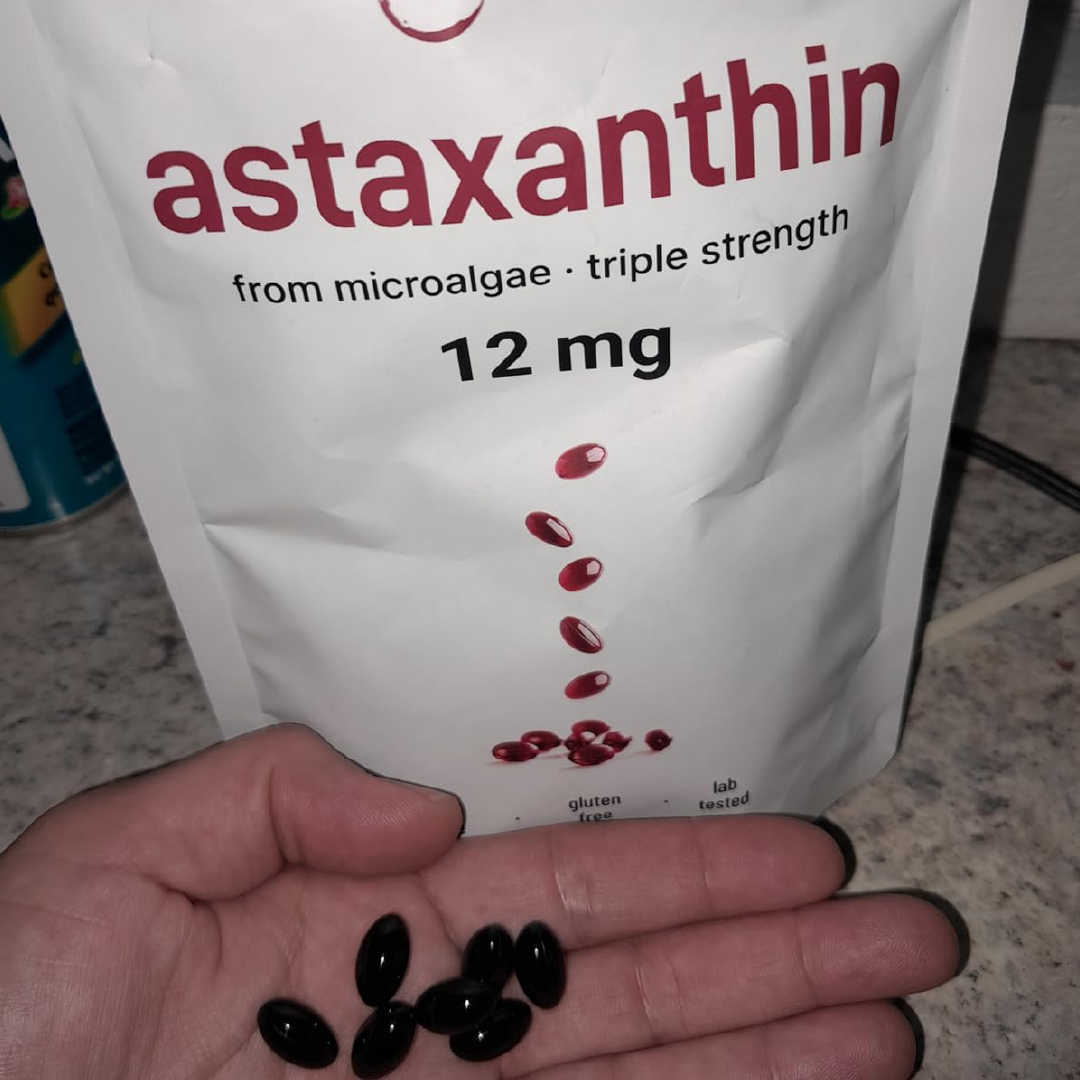 astaxanthin
from microalgae · triple strength
12 mg
gluten
free
·
lab
tested